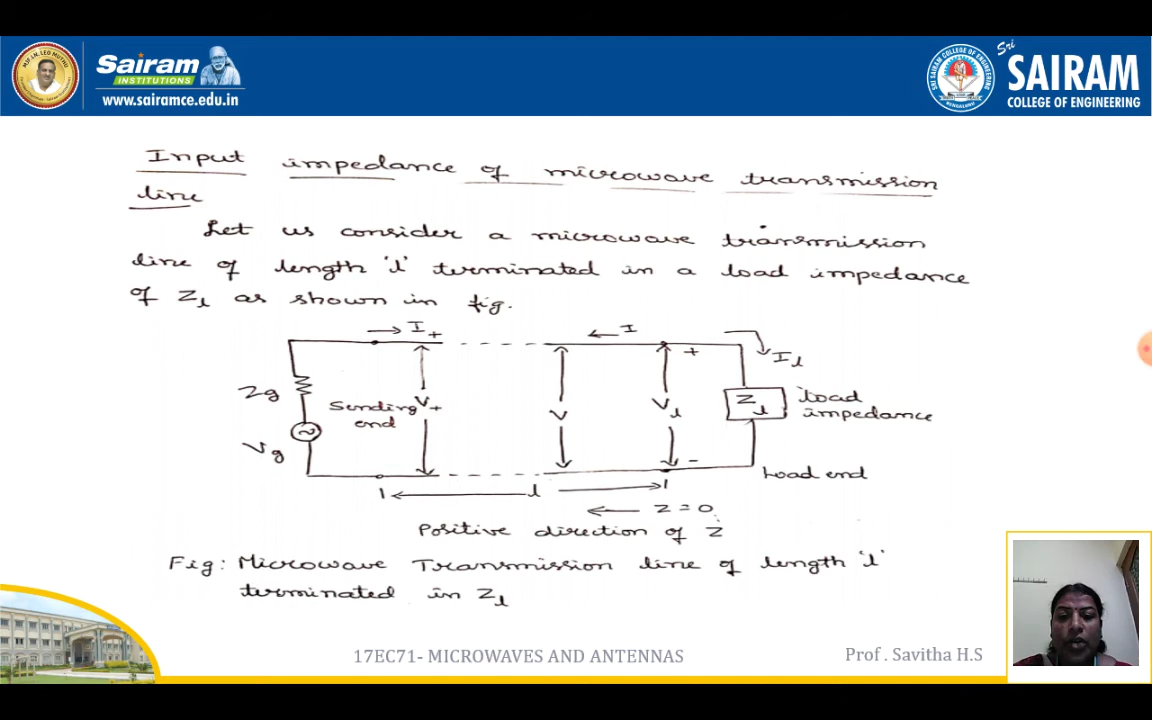 Sairam
INSTITUTIONS
www.sairamce.edu.in
Sri
SAIRAM
COLLEGE OF ENGINEERING
Input impedance of microwave transmission
line
Let us consider a microwave transmission
line of length 'l' terminated in a load impedance
of Zl as shown in fig.
I+
I
+
Il
Zg
Sending
end
V+
V
Vl
Zl
load
impedance
Vg
-
Load end
l
Z=0
Positive direction of Z
Fig: Microwave Transmission line of length 'l'
terminated in Zl
17EC71- MICROWAVES AND ANTENNAS
Prof . Savitha H.S